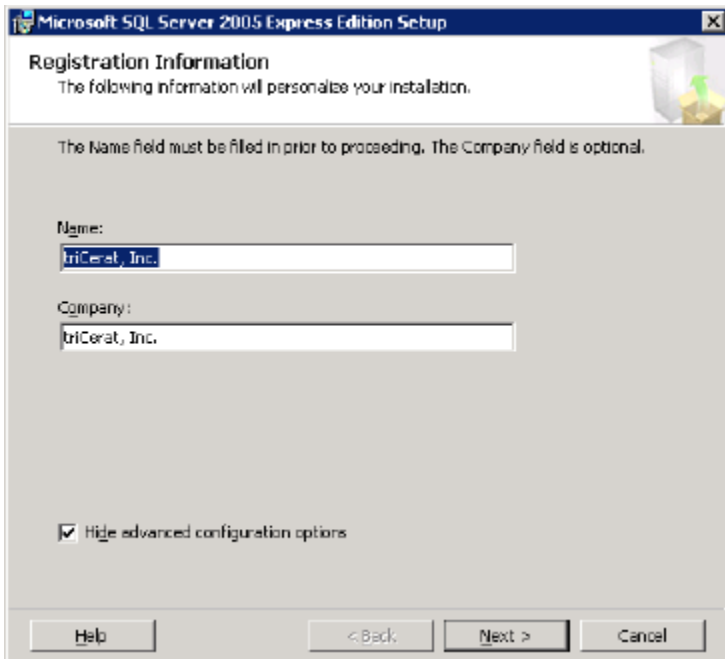 Microsoft SQL Server 2005 Express Edition Setup
Registration Information
The following information will personalize your installation.
The Name field must be filled in prior to proceeding. The Company field is optional.
Name:
triCerat, Inc.
Company:
triCerat, Inc.
Hide advanced configuration options
Help
< Back
Next >
Cancel